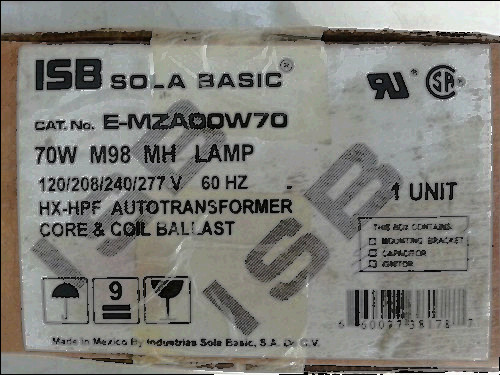 ISB SOLA BASIC®
CAT. No. E-MZA00W70
70W M98 MH LAMP
120/208/240/277 V 60 HZ
HX-HPF AUTOTRANSFORMER
CORE & COIL BALLAST
1 UNIT
THIS BOX CONTAINS:
MOUNTING BRACKET
CAPACITOR
IGNITOR
ISB
ISB
9
Made in Mexico By Industrias Sola Basic, S.A. De C.V.